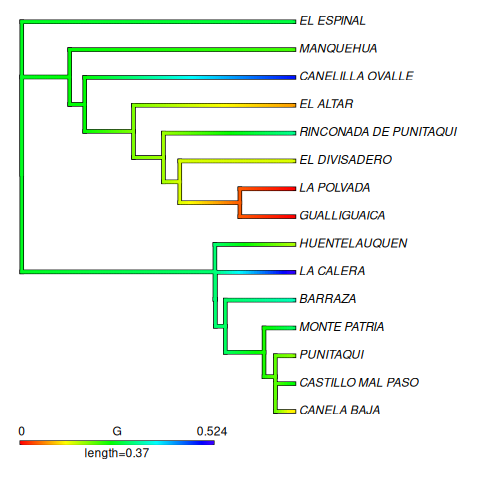 EL ESPINAL
MANQUEHUA
CANELILLA OVALLE
EL ALTAR
RINCONADA DE PUNITAQUI
EL DIVISADERO
LA POLVADA
GUALLIGUAICA
HUENTELAUQUEN
LA CALERA
BARRAZA
MONTE PATRIA
PUNITAQUI
CASTILLO MAL PASO
CANELA BAJA
0 G 0.524
length=0.37